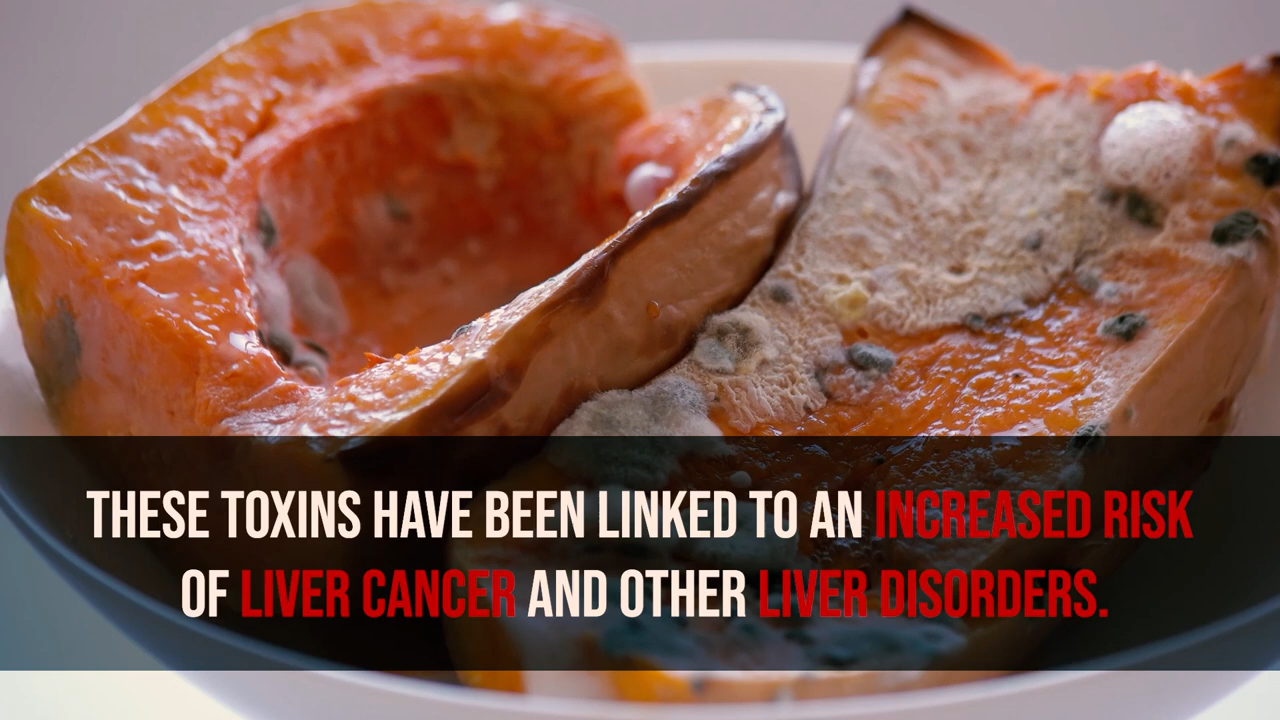 THESE TOXINS HAVE BEEN LINKED TO AN INCREASED RISK
OF LIVER CANCER AND OTHER LIVER DISORDERS.